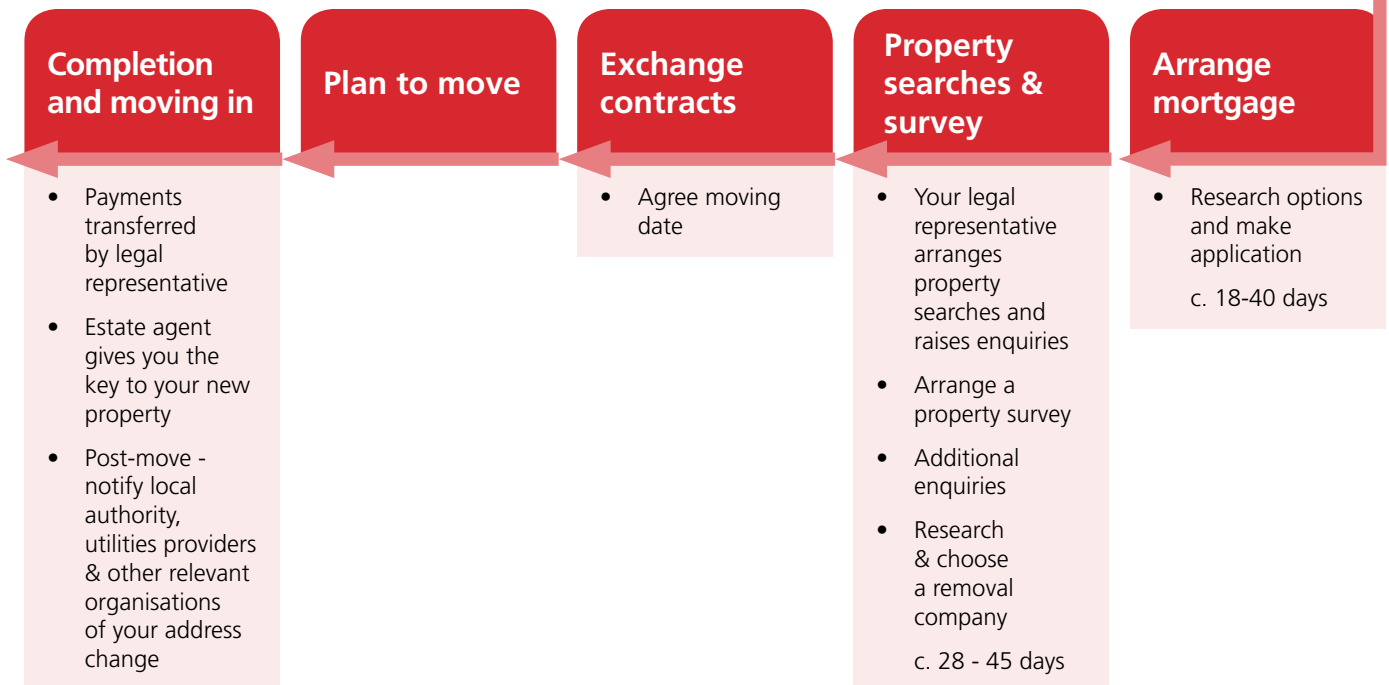 Completion
and moving in
Payments
transferred
by legal
representative
Estate agent
gives you the
key to your new
property
Post-move -
notify local
authority,
utilities providers
& other relevant
organisations
of your address
change
Plan to move
Exchange
contracts
Agree moving
date
Property
searches &
survey
Your legal
representative
arranges
property
searches and
raises enquiries
Arrange a
property survey
Additional
enquiries
Research
& choose
a removal
company
c. 28 - 45 days
Arrange
mortgage
Research options
and make
application
c. 18-40 days